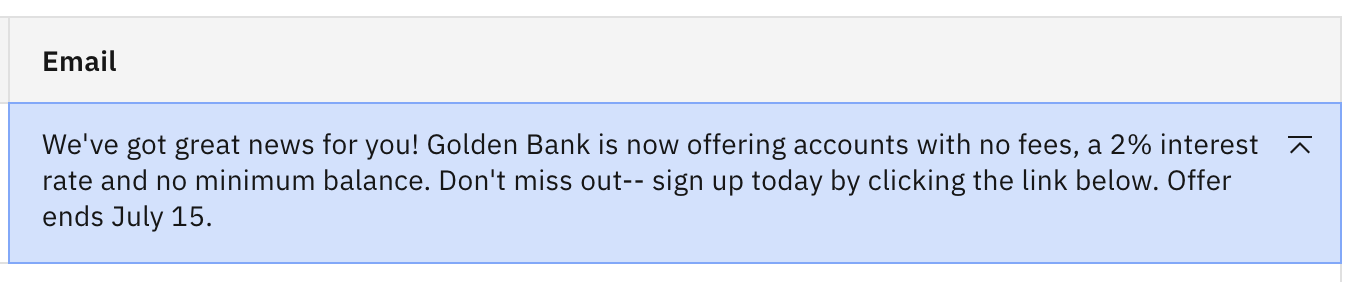 Email
We've got great news for you! Golden Bank is now offering accounts with no fees, a 2% interest
rate and no minimum balance. Don't miss out-- sign up today by clicking the link below. Offer
ends July 15.